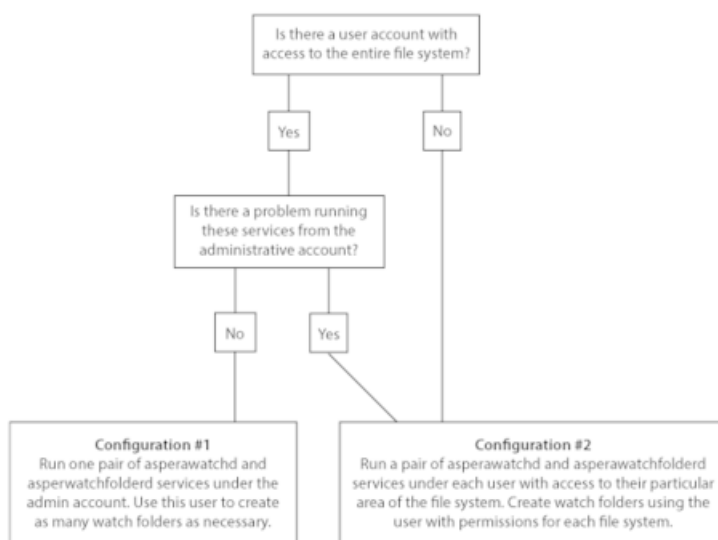 Is there a user account with
access to the entire file system?
Yes
No
Is there a problem running
these services from the
administrative account?
No
Yes
Configuration #1
Run one pair of asperawatchd and
asperwatchfolderd services under the
admin account. Use this user to create
as many watch folders as necessary.
Configuration #2
Run a pair of asperawatchd and asperawatchfolderd
services under each user with access to their particular
area of the file system. Create watch folders using the
user with permissions for each file system.